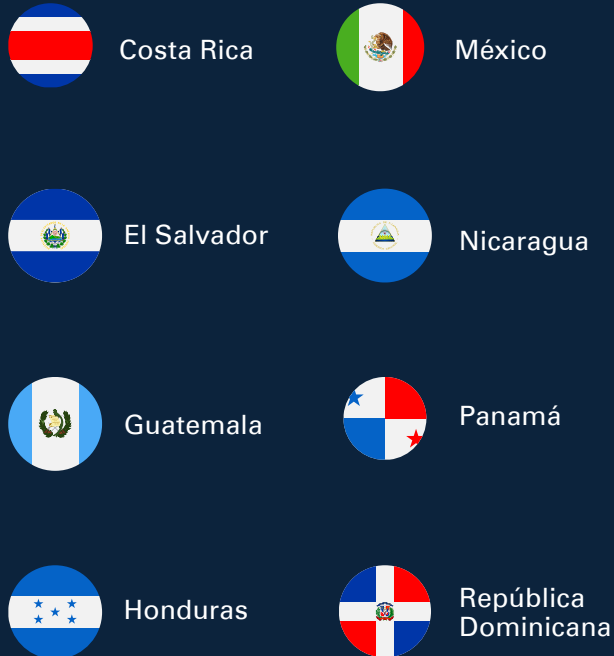 Costa Rica
México
El Salvador
Nicaragua
Guatemala
Panamá
Honduras
República
Dominicana